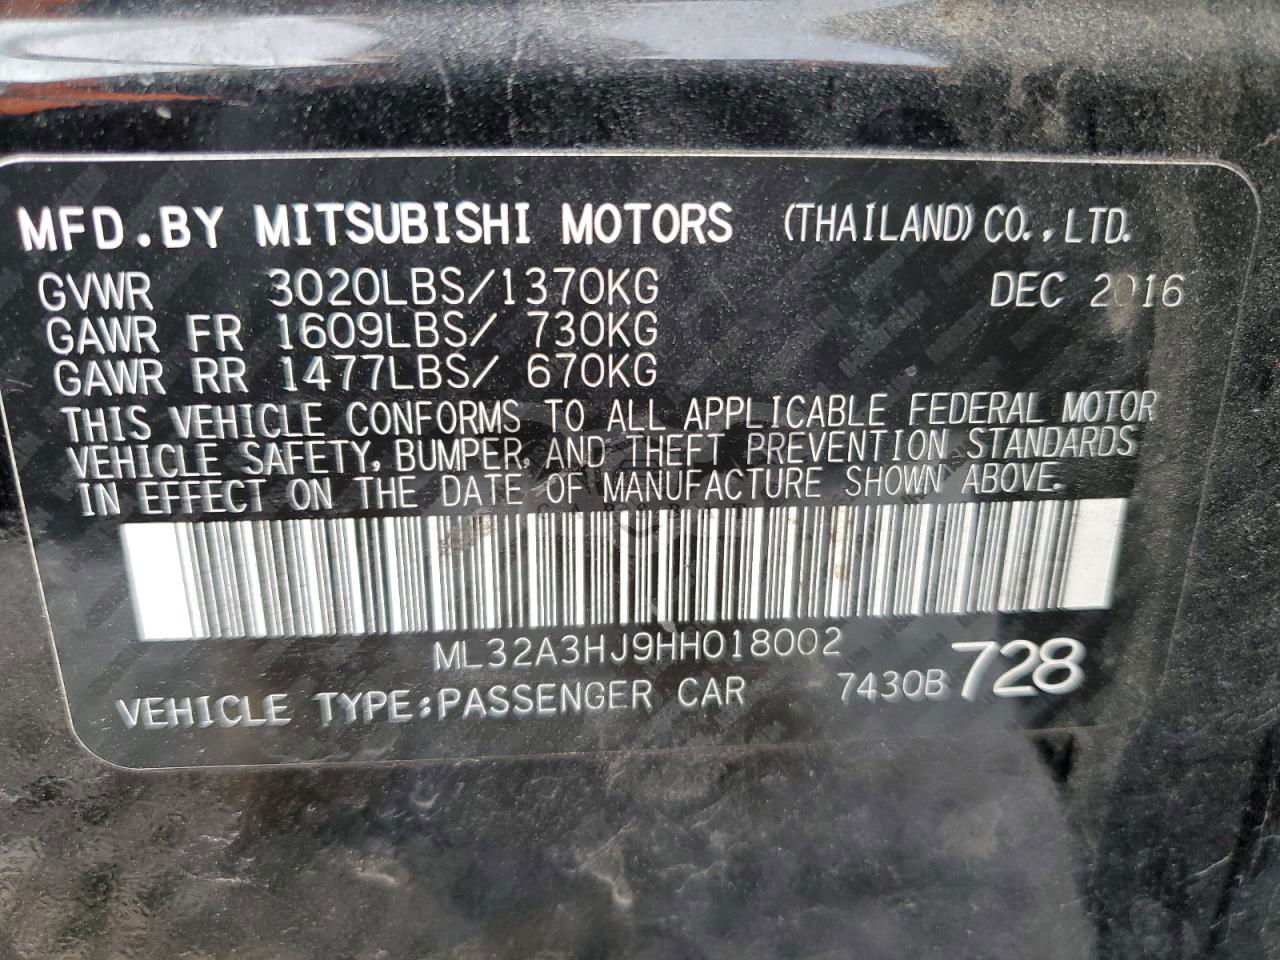 MFD.BY MITSUBISHI MOTORS (THAILAND) CO.,LTD.
GVWR 3020LBS/1370KG DEC 2016
GAWR FR 1609LBS/ 730KG
GAWR RR 1477LBS/ 670KG
THIS VEHICLE CONFORMS TO ALL APPLICABLE FEDERAL MOTOR
VEHICLE SAFETY, BUMPER, AND THEFT PREVENTION STANDARDS
IN EFFECT ON THE DATE OF MANUFACTURE SHOWN ABOVE.
ML32A3HJ9HH018002
VEHICLE TYPE:PASSENGER CAR 7430B 728